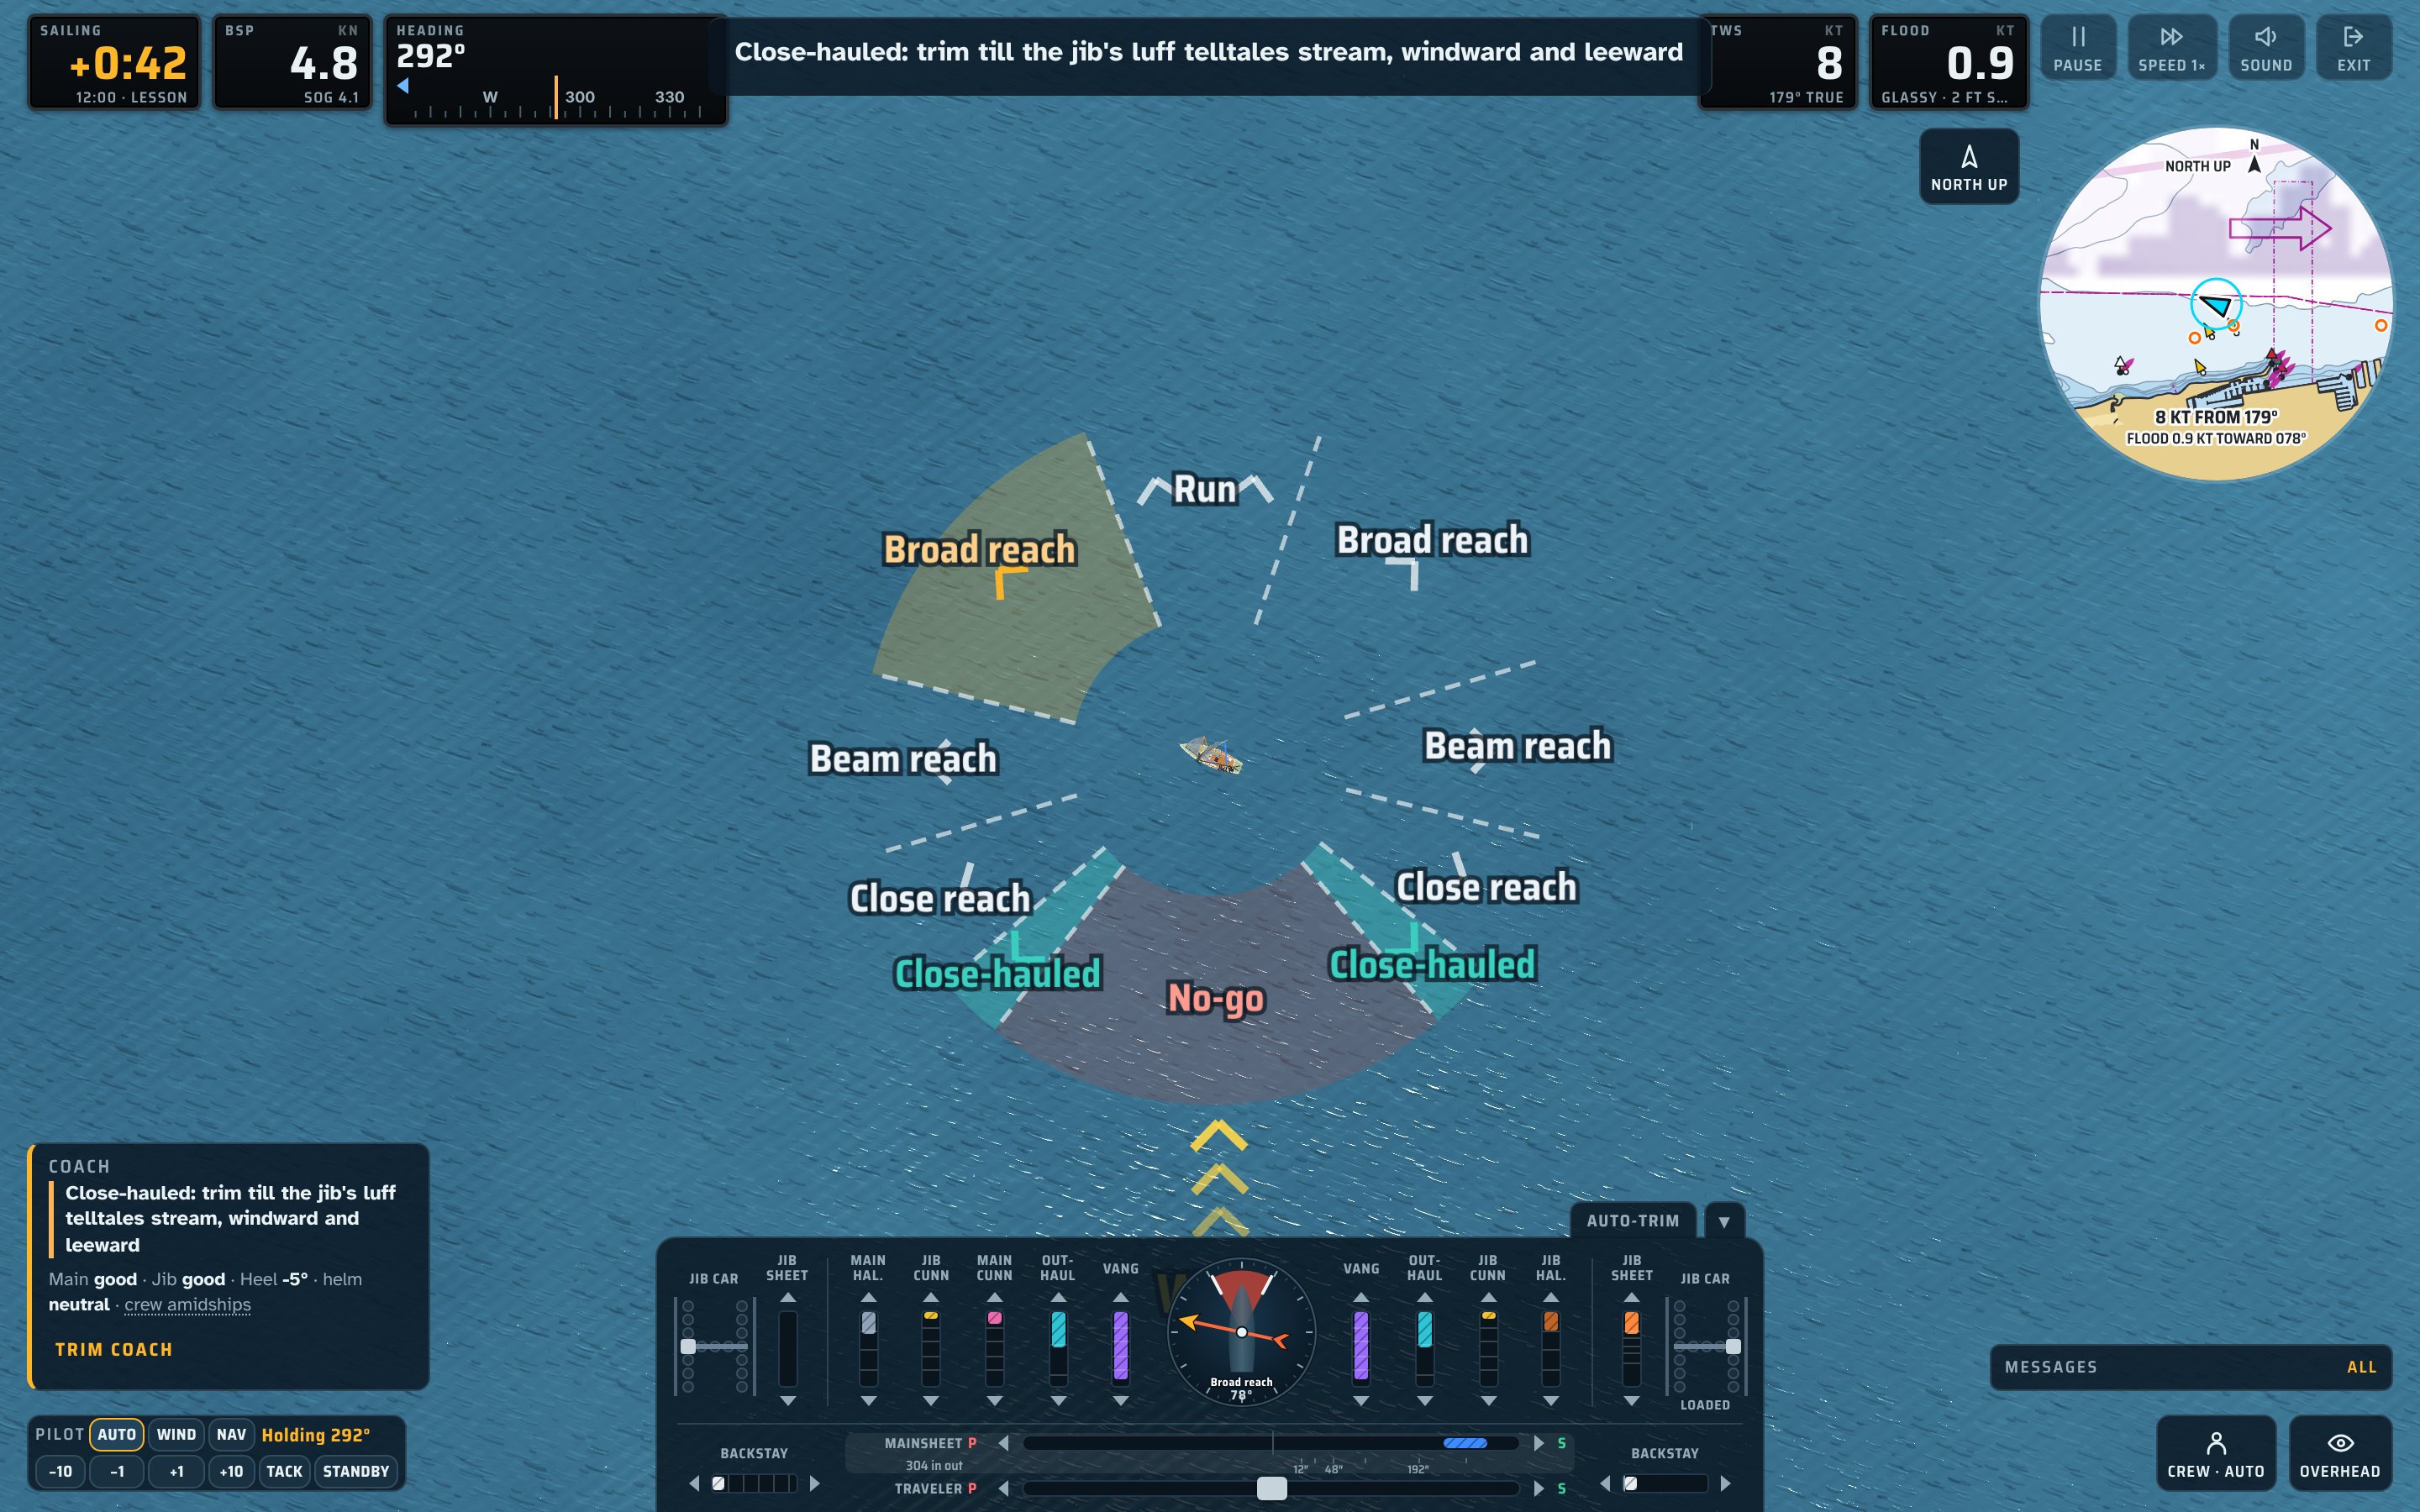 SAILING
+0:42
12:00 · LESSON
BSP KN
4.8
SOG 4.1
HEADING
292°
W 300 330
Close-hauled: trim till the jib's luff telltales stream, windward and leeward
TWS KT
8
179° TRUE
FLOOD KT
0.9
GLASSY · 2 FT S...
PAUSE
SPEED 1×
SOUND
EXIT
NORTH UP
N
NORTH UP
8 KT FROM 179°
FLOOD 0.9 KT TOWARD 078°
Run
Broad reach
Broad reach
Beam reach
Beam reach
Close reach
Close reach
Close-hauled
Close-hauled
No-go
COACH
Close-hauled: trim till the jib's luff
telltales stream, windward and
leeward
Main good · Jib good · Heel -5° · helm
neutral · crew amidships
TRIM COACH
PILOT AUTO WIND NAV Holding 292°
-10 -1 +1 +10 TACK STANDBY
AUTO-TRIM ▼
JIB CAR
JIB
SHEET
MAIN
HAL.
JIB
CUNN
MAIN
CUNN
OUT-
HAUL
VANG
W
Broad reach
78°
VANG
OUT-
HAUL
JIB
CUNN
JIB
HAL.
JIB
SHEET
JIB CAR
LOADED
BACKSTAY
MAINSHEET P S
304 in out
12" 48" 192"
TRAVELER P S
BACKSTAY
MESSAGES ALL
CREW · AUTO
OVERHEAD